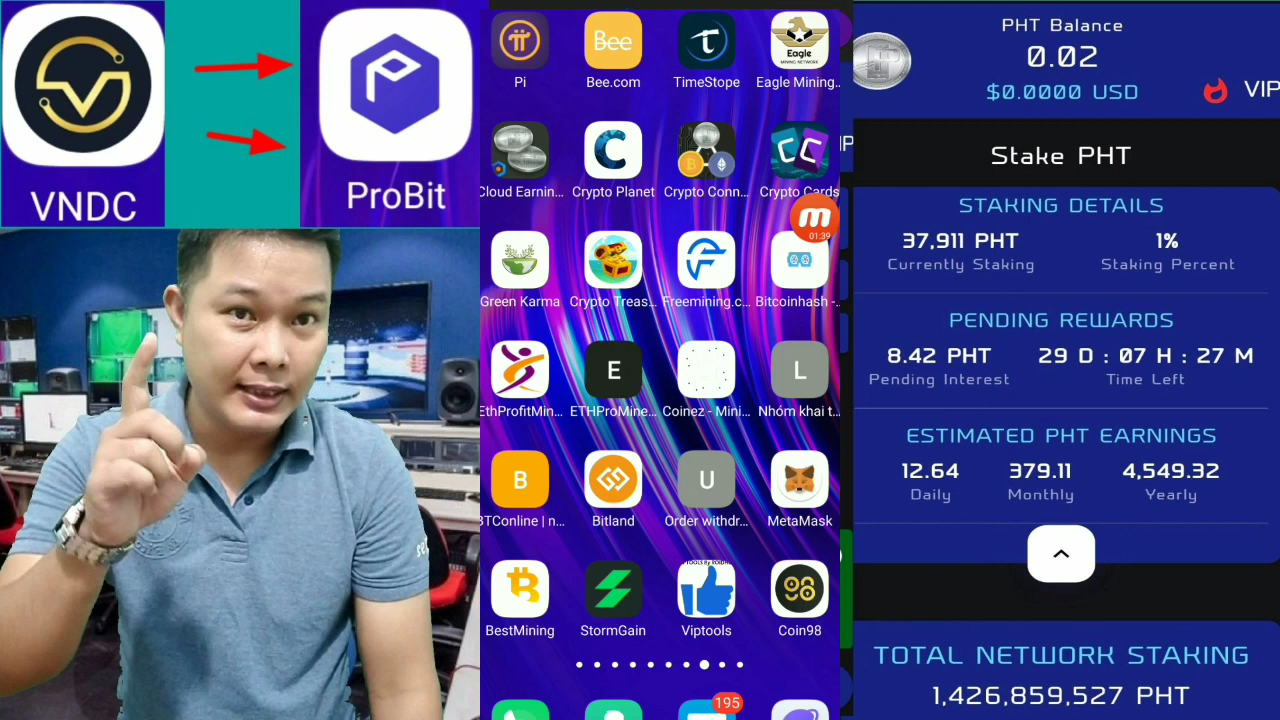 VNDC
ProBit
Pi
Bee
Bee.com
TimeStope
Eagle
MINING NETWORK
Eagle Mining..
Cloud Earnin...
Crypto Planet
Crypto Conn...
Crypto Cards
01:39
Green Karma
Crypto Treas...
Freemining.c...
Bitcoinhash -..
EthProfitMin...
E
ETHProMine...
Coinez - Mini...
L
Nhóm khai t...
B
BTConline | n...
Bitland
U
Order withdr...
MetaMask
BestMining
StormGain
Viptools
98
Coin98
195
PHT Balance
0.02
$0.0000 USD
VIP
Stake PHT
STAKING DETAILS
37,911 PHT 1%
Currently Staking Staking Percent
PENDING REWARDS
8.42 PHT 29 D : 07 H : 27 M
Pending Interest Time Left
ESTIMATED PHT EARNINGS
12.64 379.11 4,549.32
Daily Monthly Yearly
TOTAL NETWORK STAKING
1,426,859,527 PHT